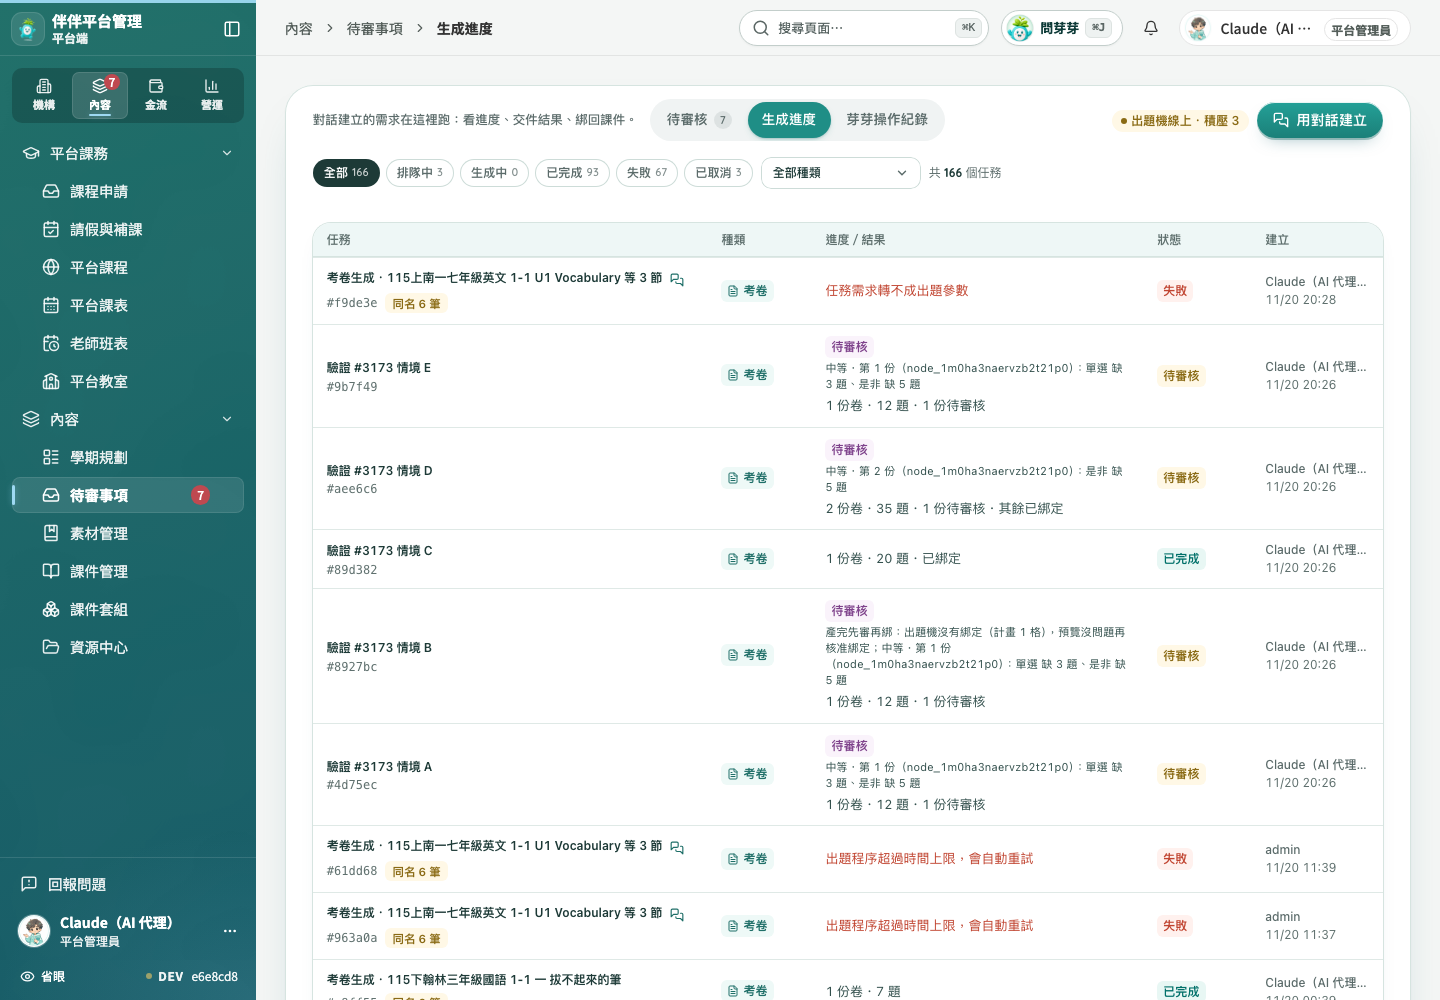 伴伴平台管理
平台端
機構
內容
7
金流
營運
平台課務
課程申請
請假與補課
平台課程
平台課表
老師班表
平台教室
內容
學期規劃
待審事項
7
素材管理
課件管理
課件套組
資源中心
回報問題
Claude（AI 代理）
平台管理員
省眼
DEV e6e8cd8
內容 > 待審事項 > 生成進度
搜尋頁面… ⌘K
問芽芽 ⌘J
Claude（AI … 平台管理員
對話建立的需求在這裡跑：看進度、交件結果、綁回課件。
待審核 7
生成進度
芽芽操作紀錄
出題機線上 · 積壓 3
用對話建立
全部 166
排隊中 3
生成中 0
已完成 93
失敗 67
已取消 3
全部種類
共 166 個任務
任務 種類 進度 / 結果 狀態 建立
考卷生成 · 115上南一七年級英文 1-1 U1 Vocabulary 等 3 節
#f9de3e 同名 6 筆
考卷
任務需求轉不成出題參數
失敗
Claude（AI 代理...
11/20 20:28
驗證 #3173 情境 E
#9b7f49
考卷
待審核
中等 · 第 1 份（node_1m0ha3naervzb2t21p0）：單選 缺
3 題、是非 缺 5 題
1 份卷 · 12 題 · 1 份待審核
待審核
Claude（AI 代理...
11/20 20:26
驗證 #3173 情境 D
#aee6c6
考卷
待審核
中等 · 第 2 份（node_1m0ha3naervzb2t21p0）：是非 缺
5 題
2 份卷 · 35 題 · 1 份待審核 · 其餘已綁定
待審核
Claude（AI 代理...
11/20 20:26
驗證 #3173 情境 C
#89d382
考卷
1 份卷 · 20 題 · 已綁定
已完成
Claude（AI 代理...
11/20 20:26
驗證 #3173 情境 B
#8927bc
考卷
待審核
產完先審再綁：出題機沒有綁定（計畫 1 格），預覽沒問題再
核准綁定；中等 · 第 1 份
（node_1m0ha3naervzb2t21p0）：單選 缺 3 題、是非 缺
5 題
1 份卷 · 12 題 · 1 份待審核
待審核
Claude（AI 代理...
11/20 20:26
驗證 #3173 情境 A
#4d75ec
考卷
待審核
中等 · 第 1 份（node_1m0ha3naervzb2t21p0）：單選 缺
3 題、是非 缺 5 題
1 份卷 · 12 題 · 1 份待審核
待審核
Claude（AI 代理...
11/20 20:26
考卷生成 · 115上南一七年級英文 1-1 U1 Vocabulary 等 3 節
#61dd68 同名 6 筆
考卷
出題程序超過時間上限，會自動重試
失敗
admin
11/20 11:39
考卷生成 · 115上南一七年級英文 1-1 U1 Vocabulary 等 3 節
#963a0a 同名 6 筆
考卷
出題程序超過時間上限，會自動重試
失敗
admin
11/20 11:37
考卷生成 · 115下翰林三年級國語 1-1 一 拔不起來的筆
考卷
1 份卷 · 7 題
已完成
Claude（AI 代理...